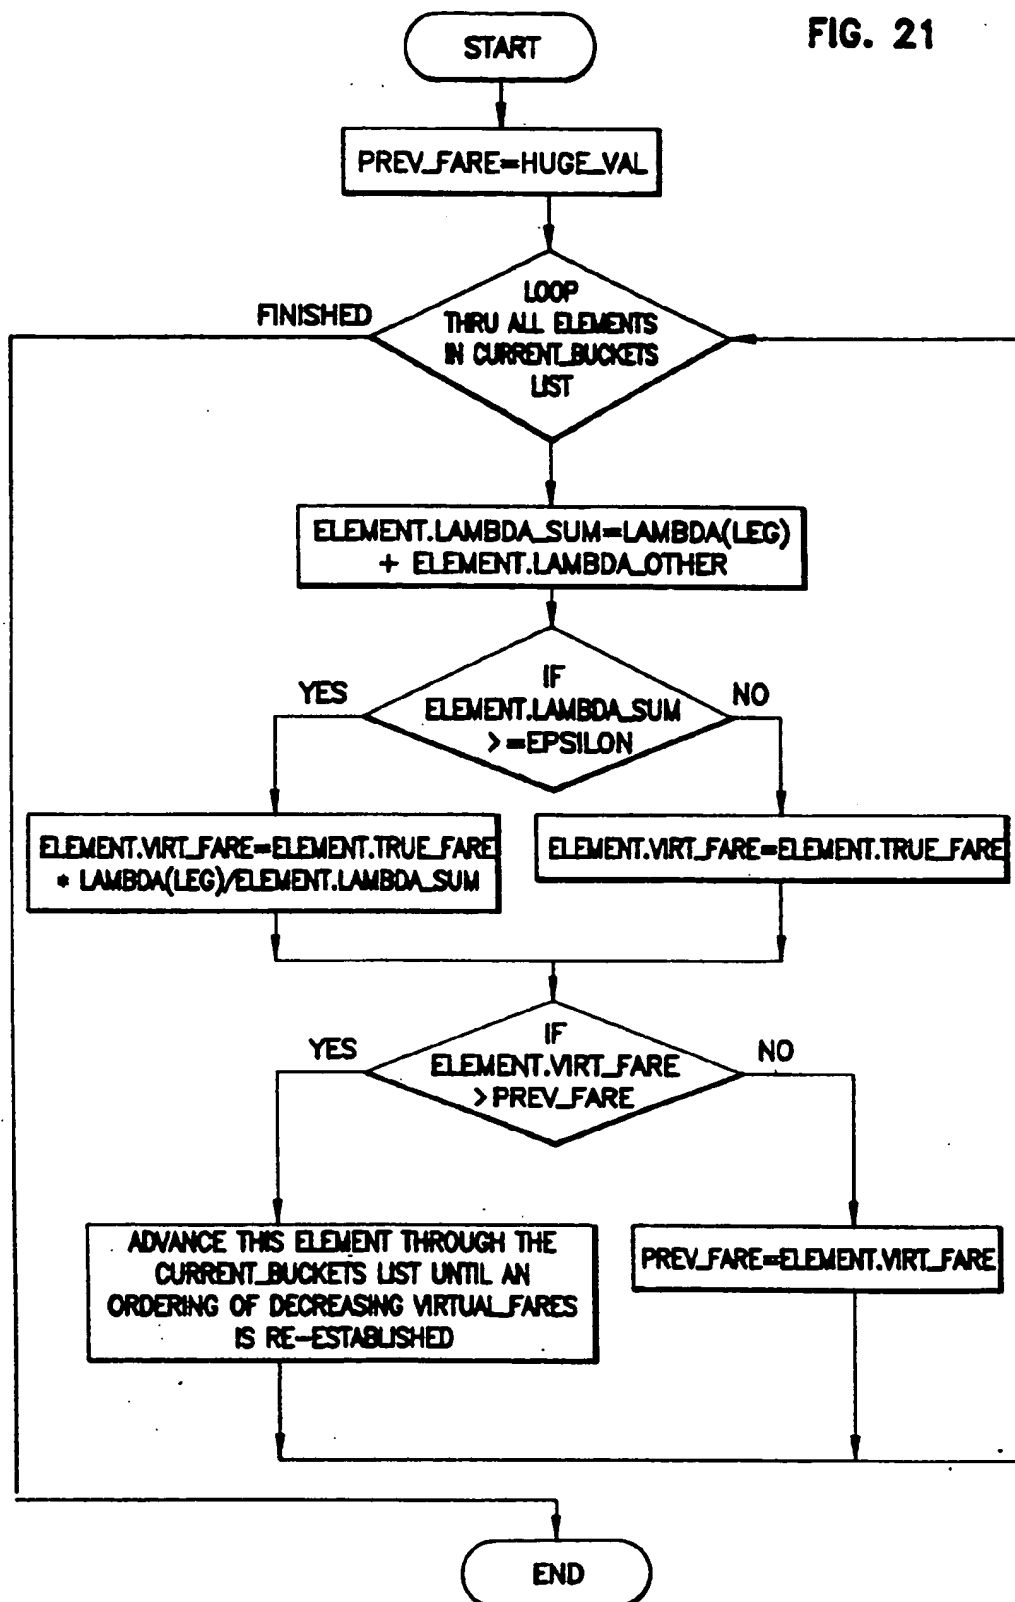 FIG. 21
START
PREV_FARE=HUGE_VAL
FINISHED
LOOP
THRU ALL ELEMENTS
IN CURRENT_BUCKETS
LIST
ELEMENT.LAMBDA_SUM=LAMBDA(LEG)
+ ELEMENT.LAMBDA_OTHER
YES
IF
ELEMENT.LAMBDA_SUM
>=EPSILON
NO
ELEMENT.VIRT_FARE=ELEMENT.TRUE_FARE
* LAMBDA(LEG)/ELEMENT.LAMBDA_SUM
ELEMENT.VIRT_FARE=ELEMENT.TRUE_FARE
YES
IF
ELEMENT.VIRT_FARE
>PREV_FARE
NO
ADVANCE THIS ELEMENT THROUGH THE
CURRENT_BUCKETS LIST UNTIL AN
ORDERING OF DECREASING VIRTUAL_FARES
IS RE-ESTABLISHED
PREV_FARE=ELEMENT.VIRT_FARE
END